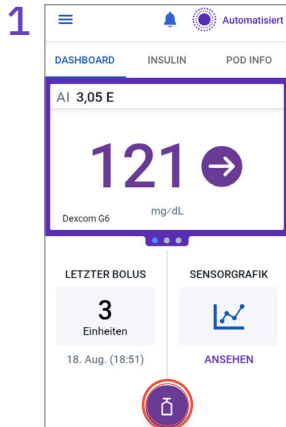 1
Automatisiert
DASHBOARD INSULIN POD INFO
AI 3,05 E
121
mg/dL
Dexcom G6
LETZTER BOLUS SENSORGRAFIK
3
Einheiten
18. Aug. (18:51) ANSEHEN